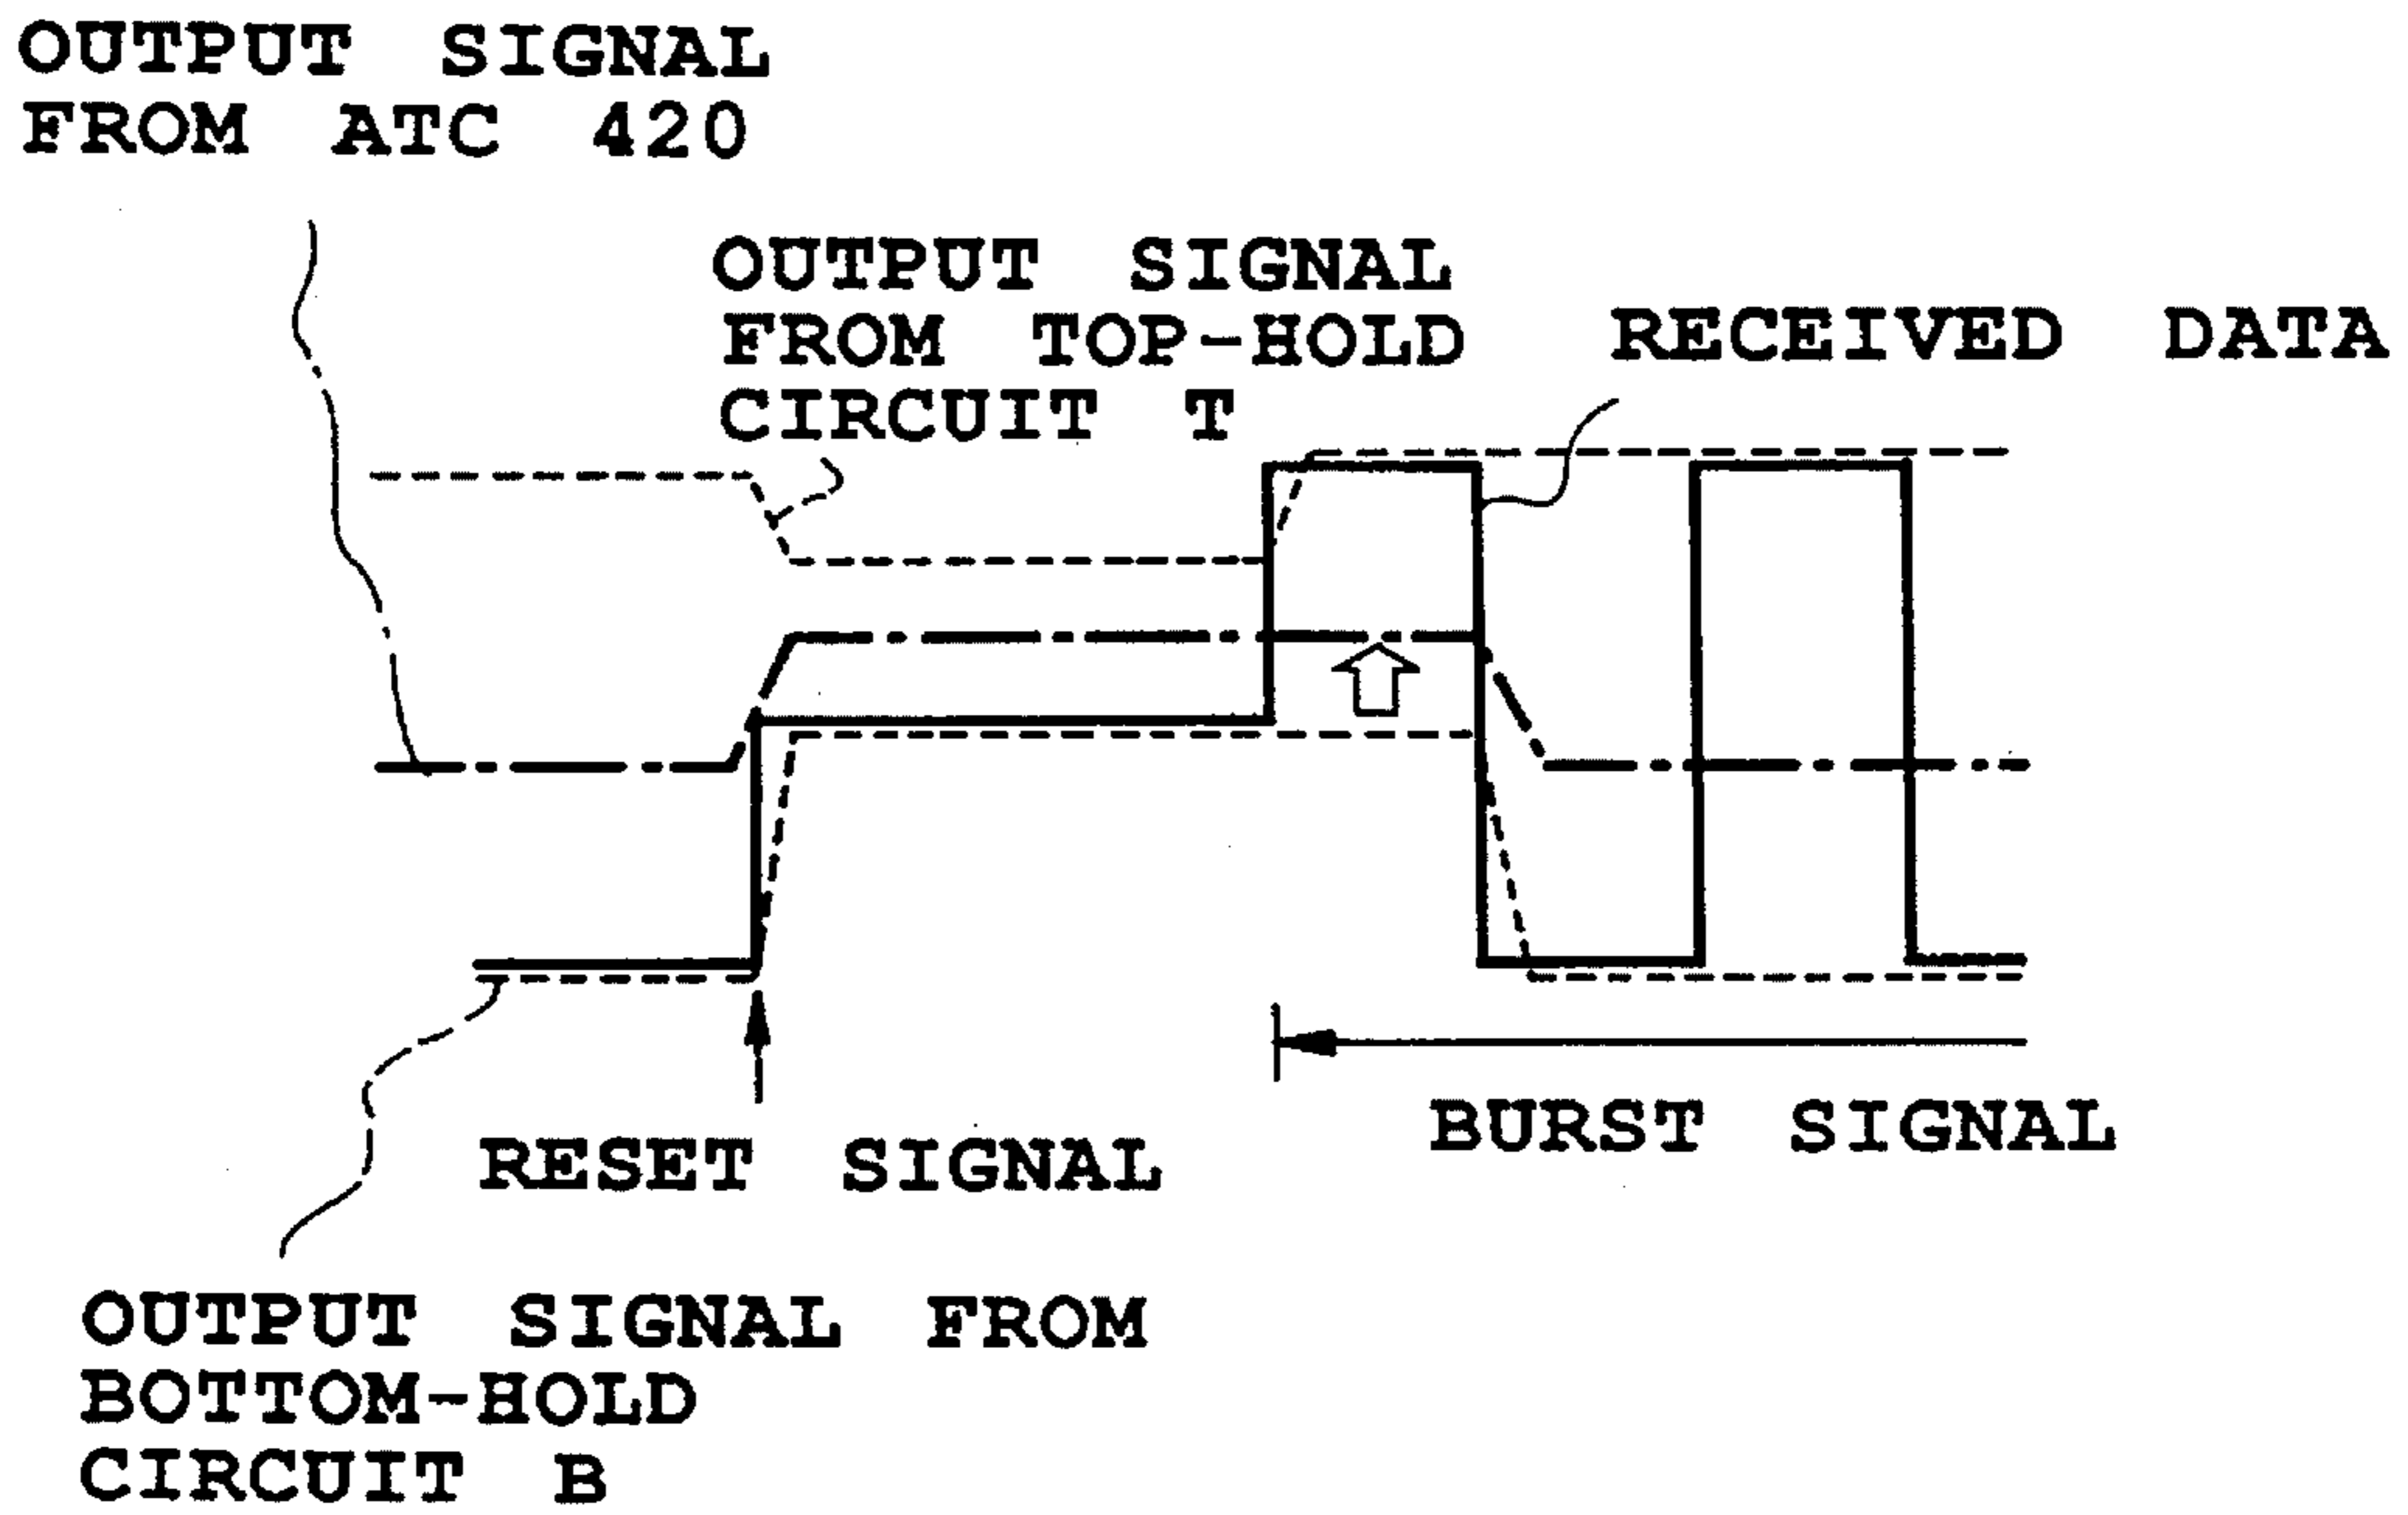 OUTPUT SIGNAL
FROM ATC 420
OUTPUT SIGNAL
FROM TOP-HOLD
CIRCUIT T
RECEIVED DATA
BURST SIGNAL
RESET SIGNAL
OUTPUT SIGNAL FROM
BOTTOM-HOLD
CIRCUIT B